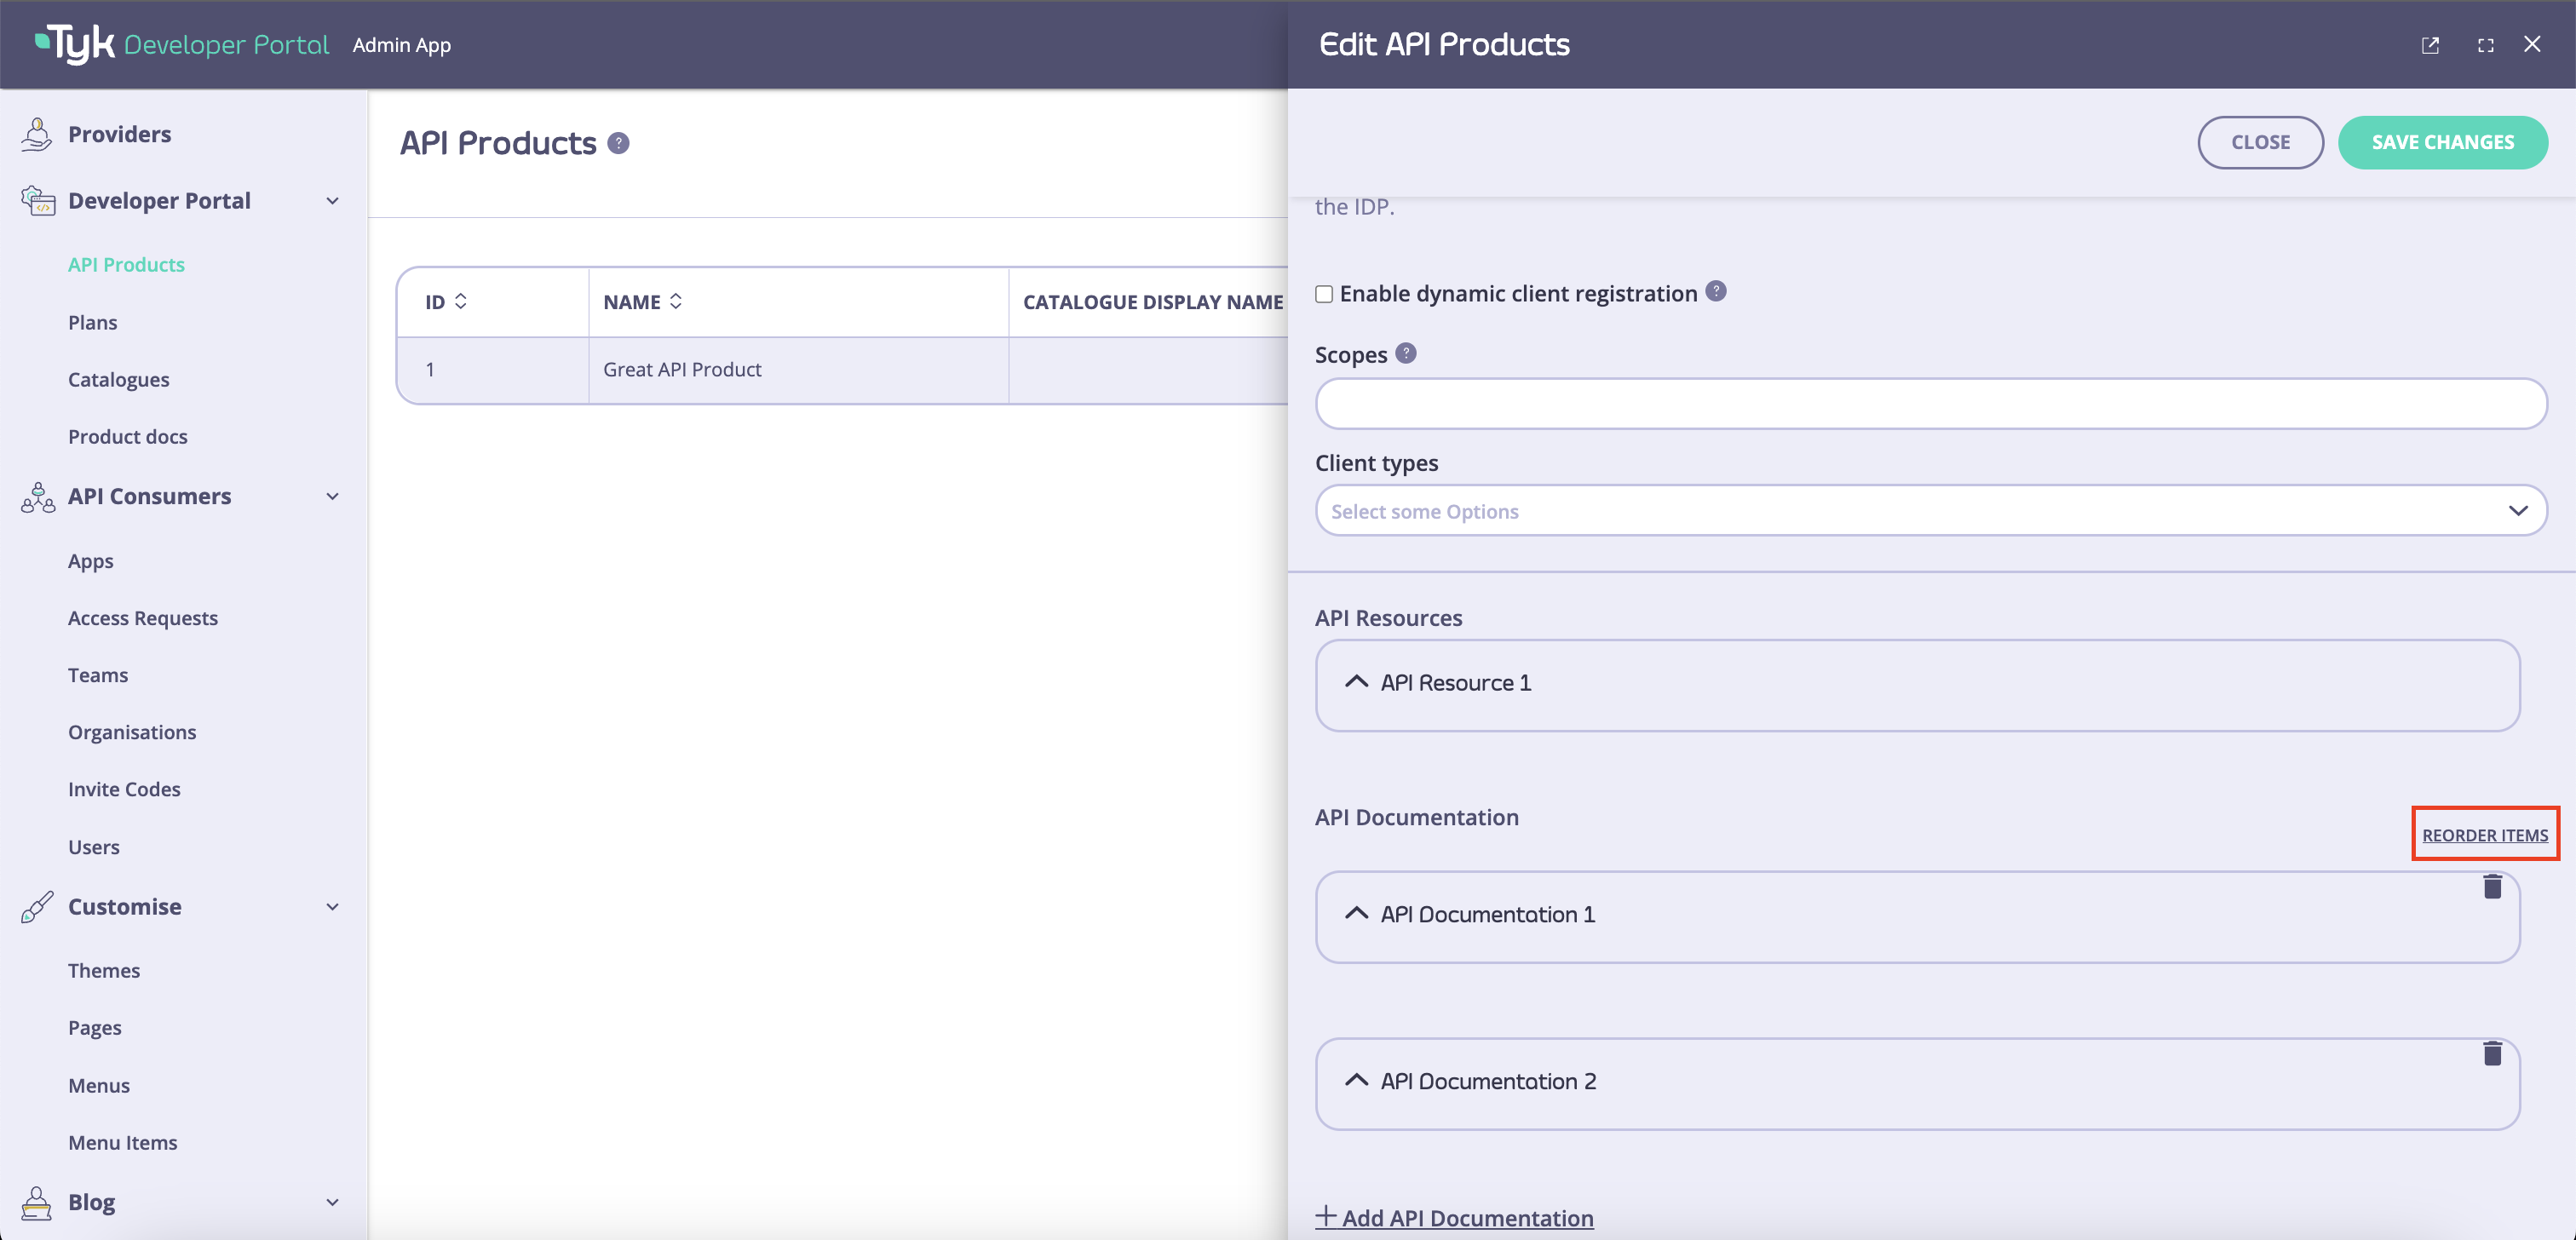 Tyk Developer Portal Admin App
Providers
Developer Portal
API Products
Plans
Catalogues
Product docs
API Consumers
Apps
Access Requests
Teams
Organisations
Invite Codes
Users
Customise
Themes
Pages
Menus
Menu Items
Blog
API Products ?
ID NAME CATALOGUE DISPLAY NAME
1 Great API Product
Edit API Products
CLOSE SAVE CHANGES
the IDP.
Enable dynamic client registration ?
Scopes ?
Client types
Select some Options
API Resources
API Resource 1
API Documentation
REORDER ITEMS
API Documentation 1
API Documentation 2
Add API Documentation